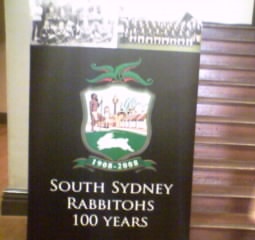 1908-2008
SOUTH SYDNEY
RABBITOHS
100 YEARS